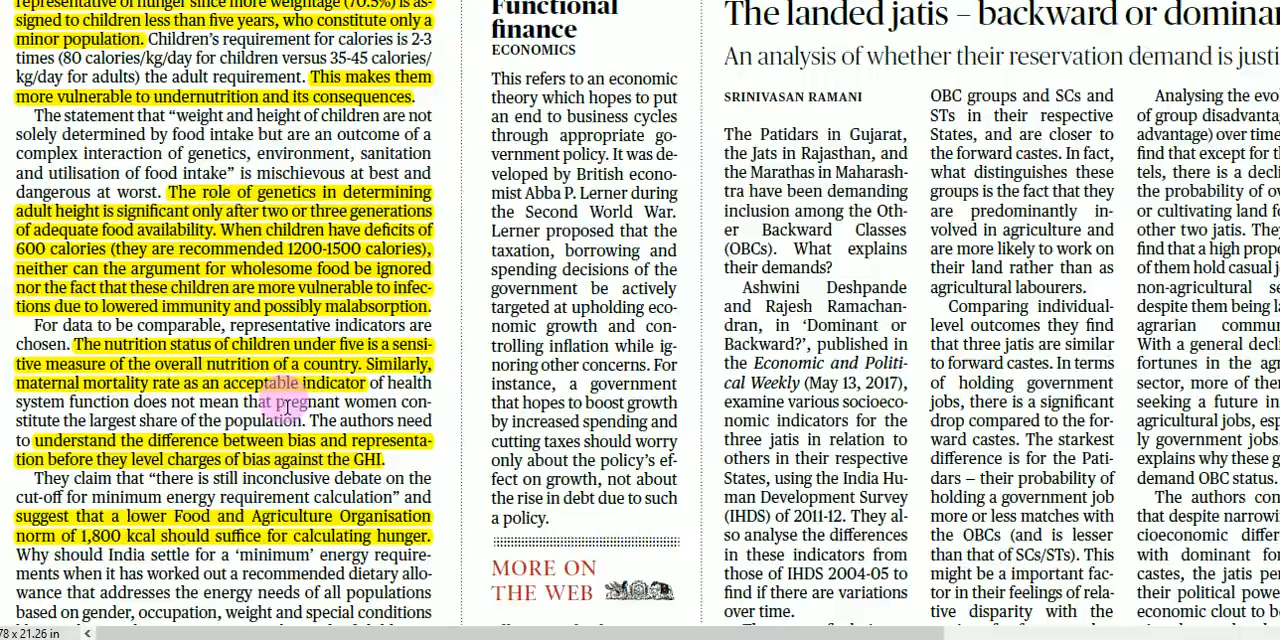 representative of hunger since more weightage (70.5%) is as-
signed to children less than five years, who constitute only a
minor population. Children's requirement for calories is 2-3
times (80 calories/kg/day for children versus 35-45 calories/
kg/day for adults) the adult requirement. This makes them
more vulnerable to undernutrition and its consequences.
The statement that “weight and height of children are not
solely determined by food intake but are an outcome of a
complex interaction of genetics, environment, sanitation
and utilisation of food intake” is mischievous at best and
dangerous at worst. The role of genetics in determining
adult height is significant only after two or three generations
of adequate food availability. When children have deficits of
600 calories (they are recommended 1200-1500 calories),
neither can the argument for wholesome food be ignored
nor the fact that these children are more vulnerable to infec-
tions due to lowered immunity and possibly malabsorption.
For data to be comparable, representative indicators are
chosen. The nutrition status of children under five is a sensi-
tive measure of the overall nutrition of a country. Similarly,
maternal mortality rate as an acceptable indicator of health
system function does not mean that pregnant women con-
stitute the largest share of the population. The authors need
to understand the difference between bias and representa-
tion before they level charges of bias against the GHI.
They claim that “there is still inconclusive debate on the
cut-off for minimum energy requirement calculation” and
suggest that a lower Food and Agriculture Organisation
norm of 1,800 kcal should suffice for calculating hunger.
Why should India settle for a ‘minimum’ energy require-
ments when it has worked out a recommended dietary allo-
wance that addresses the energy needs of all populations
based on gender, occupation, weight and special conditions
Functional
finance
ECONOMICS
This refers to an economic
theory which hopes to put
an end to business cycles
through appropriate go-
vernment policy. It was de-
veloped by British econo-
mist Abba P. Lerner during
the Second World War.
Lerner proposed that the
taxation, borrowing and
spending decisions of the
government be actively
targeted at upholding eco-
nomic growth and con-
trolling inflation while ig-
noring other concerns. For
instance, a government
that hopes to boost growth
by increased spending and
cutting taxes should worry
only about the policy's ef-
fect on growth, not about
the rise in debt due to such
a policy.
MORE ON
THE WEB
The landed jatis – backward or dominan
An analysis of whether their reservation demand is justi
SRINIVASAN RAMANI
The Patidars in Gujarat,
the Jats in Rajasthan, and
the Marathas in Maharash-
tra have been demanding
inclusion among the Oth-
er Backward Classes
(OBCs). What explains
their demands?
Ashwini Deshpande
and Rajesh Ramachan-
dran, in ‘Dominant or
Backward?’, published in
the Economic and Politi-
cal Weekly (May 13, 2017),
examine various socioeco-
nomic indicators for the
three jatis in relation to
others in their respective
States, using the India Hu-
man Development Survey
(IHDS) of 2011-12. They al-
so analyse the differences
in these indicators from
those of IHDS 2004-05 to
find if there are variations
over time.
OBC groups and SCs and
STs in their respective
States, and are closer to
the forward castes. In fact,
what distinguishes these
groups is the fact that they
are predominantly in-
volved in agriculture and
are more likely to work on
their land rather than as
agricultural labourers.
Comparing individual-
level outcomes they find
that three jatis are similar
to forward castes. In terms
of holding government
jobs, there is a significant
drop compared to the for-
ward castes. The starkest
difference is for the Pati-
dars – their probability of
holding a government job
more or less matches with
the OBCs (and is lesser
than that of SCs/STs). This
might be a important fac-
tor in their feelings of rela-
tive disparity with the
Analysing the evol
of group disadvanta
advantage) over time
find that except for t
tels, there is a decli
the probability of ow
or cultivating land fo
other two jatis. They
find that a high propo
of them hold casual j
non-agricultural se
despite them being la
agrarian commu
With a general decli
fortunes in the agr
sector, more of them
seeking a future in
agricultural jobs, esp
ly government jobs.
explains why these g
demand OBC status.
The authors con
that despite narrowi
cioeconomic differ
with dominant for
castes, the jatis per
their political powe
economic clout to be
78 x 21.26 in